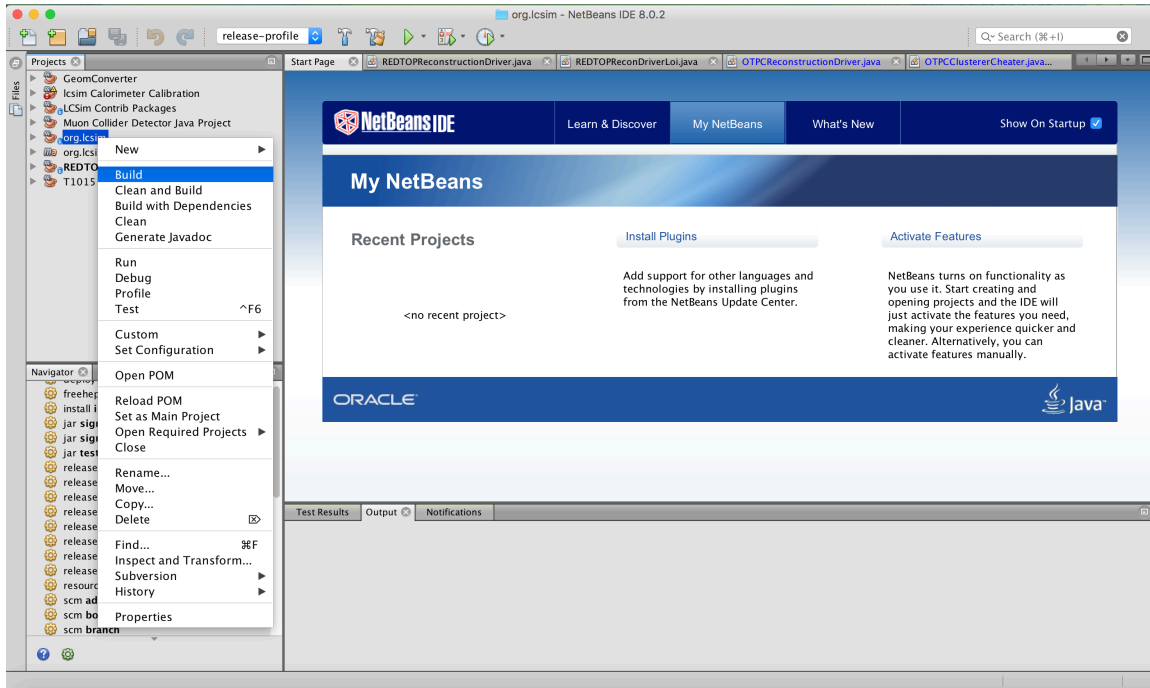 org.lcsim - NetBeans IDE 8.0.2
release-profile
Search (⌘+I)
Projects
Start Page
REDTOPReconstructionDriver.java
REDTOPReconDriverLoi.java
OTPCReconstructionDriver.java
OTPCClustererCheater.java...
Files
GeomConverter
lcsim Calorimeter Calibration
LCSim Contrib Packages
Muon Collider Detector Java Project
org.lcsim
org.lcsi
REDTO
T1015
New
Build
Clean and Build
Build with Dependencies
Clean
Generate Javadoc
Run
Debug
Profile
Test ^F6
Custom
Set Configuration
Open POM
Reload POM
Set as Main Project
Open Required Projects
Close
Rename...
Move...
Copy...
Delete ⌦
Find... ⌘F
Inspect and Transform...
Subversion
History
Properties
Navigator
deploy
freehep
install i
jar sign
jar sign
jar test
release
release
release
release
release
release
release
release
resourc
scm ad
scm bo
scm branch
NetBeans IDE
Learn & Discover
My NetBeans
What's New
Show On Startup
My NetBeans
Recent Projects
<no recent project>
Install Plugins
Add support for other languages and
technologies by installing plugins
from the NetBeans Update Center.
Activate Features
NetBeans turns on functionality as
you use it. Start creating and
opening projects and the IDE will
just activate the features you need,
making your experience quicker and
cleaner. Alternatively, you can
activate features manually.
ORACLE
Java
Test Results
Output
Notifications